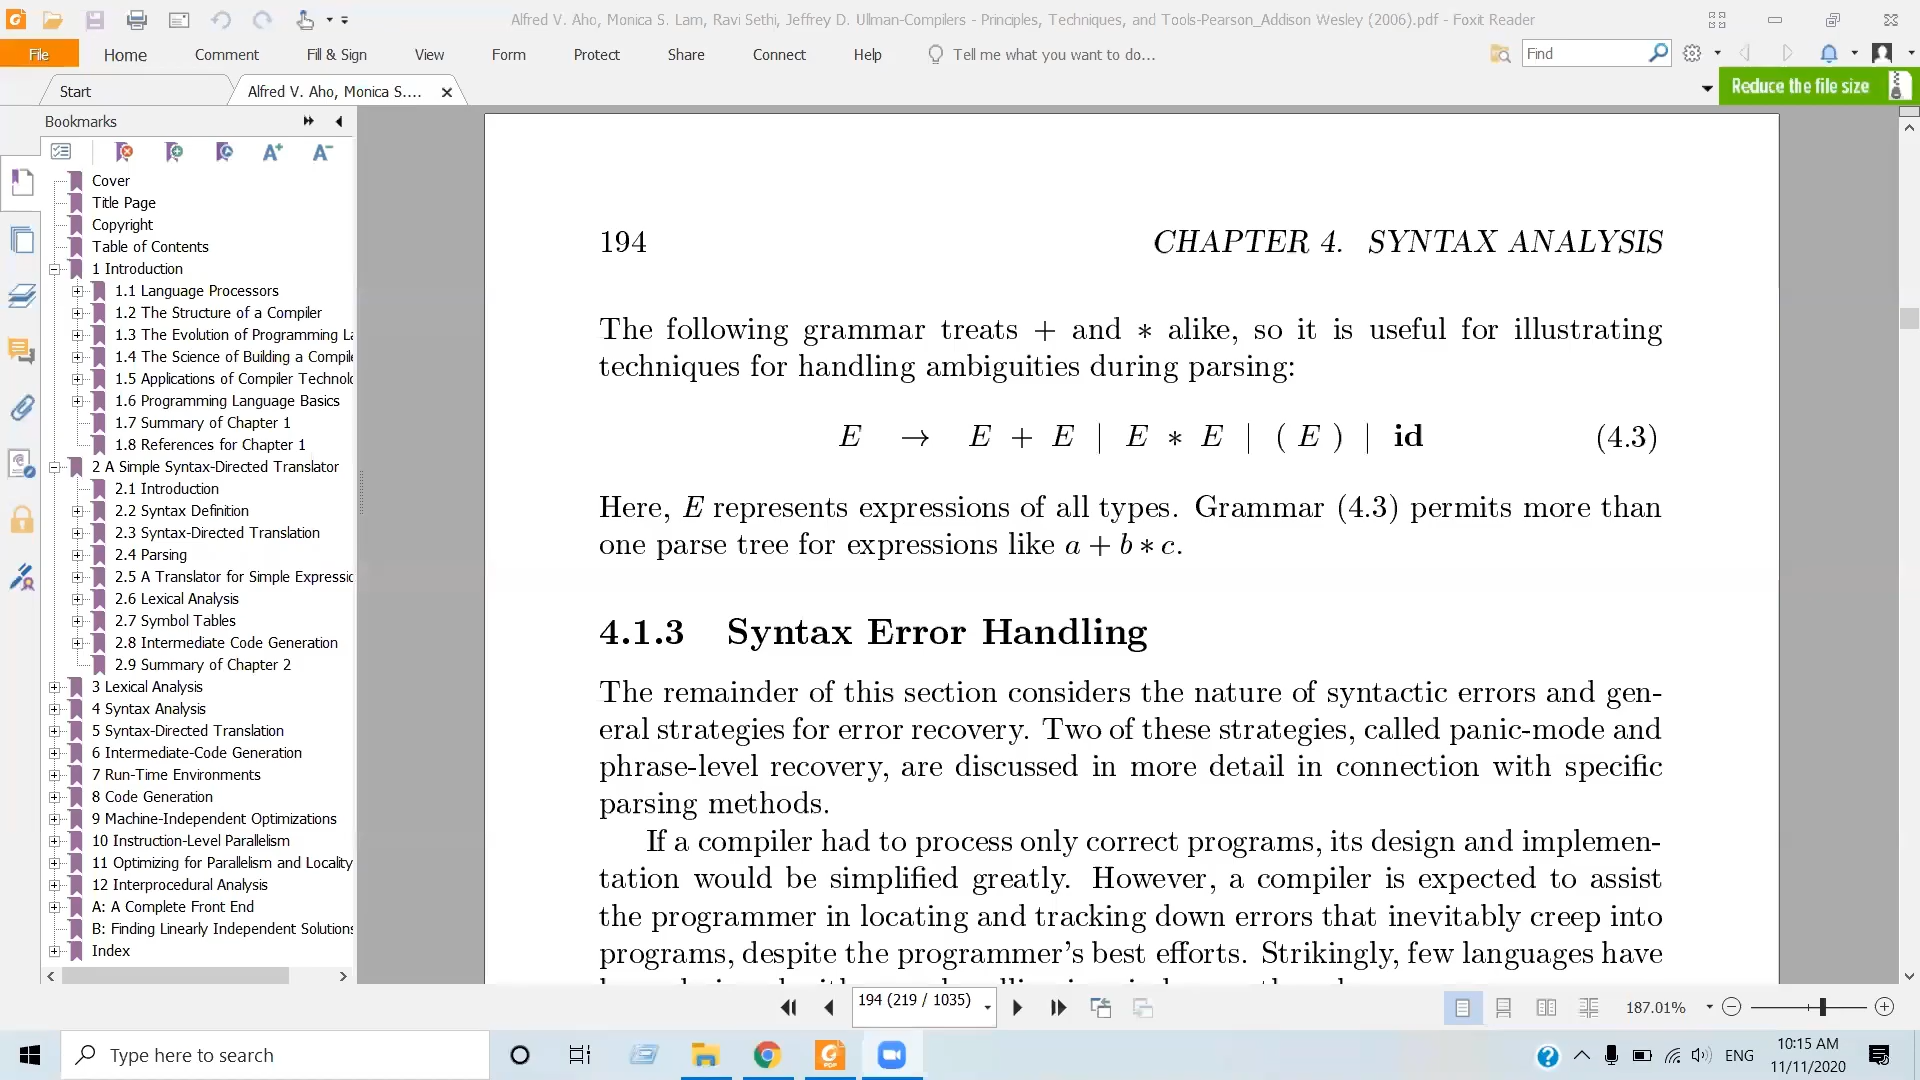 Alfred V. Aho, Monica S. Lam, Ravi Sethi, Jeffrey D. Ullman-Compilers - Principles, Techniques, and Tools-Pearson_Addison Wesley (2006).pdf - Foxit Reader
File Home Comment Fill & Sign View Form Protect Share Connect Help Tell me what you want to do... Find
Start Alfred V. Aho, Monica S.... Reduce the file size
Bookmarks
Cover
Title Page
Copyright
Table of Contents
1 Introduction
1.1 Language Processors
1.2 The Structure of a Compiler
1.3 The Evolution of Programming La
1.4 The Science of Building a Compile
1.5 Applications of Compiler Technolo
1.6 Programming Language Basics
1.7 Summary of Chapter 1
1.8 References for Chapter 1
2 A Simple Syntax-Directed Translator
2.1 Introduction
2.2 Syntax Definition
2.3 Syntax-Directed Translation
2.4 Parsing
2.5 A Translator for Simple Expressio
2.6 Lexical Analysis
2.7 Symbol Tables
2.8 Intermediate Code Generation
2.9 Summary of Chapter 2
3 Lexical Analysis
4 Syntax Analysis
5 Syntax-Directed Translation
6 Intermediate-Code Generation
7 Run-Time Environments
8 Code Generation
9 Machine-Independent Optimizations
10 Instruction-Level Parallelism
11 Optimizing for Parallelism and Locality
12 Interprocedural Analysis
A: A Complete Front End
B: Finding Linearly Independent Solutions
Index
194 CHAPTER 4. SYNTAX ANALYSIS
The following grammar treats + and * alike, so it is useful for illustrating
techniques for handling ambiguities during parsing:
E → E + E | E * E | ( E ) | id (4.3)
Here, E represents expressions of all types. Grammar (4.3) permits more than
one parse tree for expressions like a + b * c.
4.1.3 Syntax Error Handling
The remainder of this section considers the nature of syntactic errors and gen-
eral strategies for error recovery. Two of these strategies, called panic-mode and
phrase-level recovery, are discussed in more detail in connection with specific
parsing methods.
If a compiler had to process only correct programs, its design and implemen-
tation would be simplified greatly. However, a compiler is expected to assist
the programmer in locating and tracking down errors that inevitably creep into
programs, despite the programmer's best efforts. Strikingly, few languages have
194 (219 / 1035) 187.01%
Type here to search ENG 10:15 AM
11/11/2020